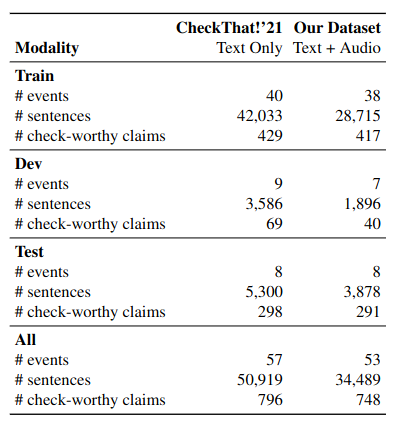 CheckThat!’21 Our Dataset
Modality Text Only Text + Audio
Train
# events 40 38
# sentences 42,033 28,715
# check-worthy claims 429 417
Dev
# events 9 7
# sentences 3,586 1,896
# check-worthy claims 69 40
Test
# events 8 8
# sentences 5,300 3,878
# check-worthy claims 298 291
All
# events 57 53
# sentences 50,919 34,489
# check-worthy claims 796 748